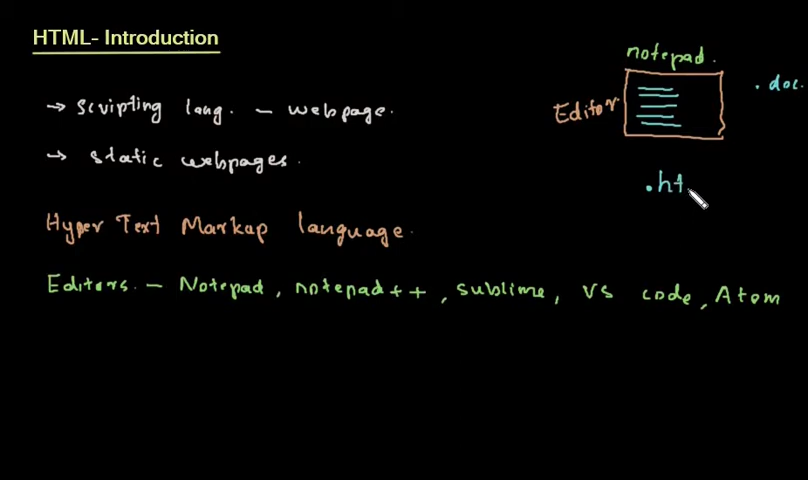 HTML- Introduction
notepad.
.doc.
Editor
→ Scripting lang. – webpage.
→ static webpages.
.ht
Hyper Text Markap language.
Editors. – Notepad, notepad++, sublime, vs code, Atom